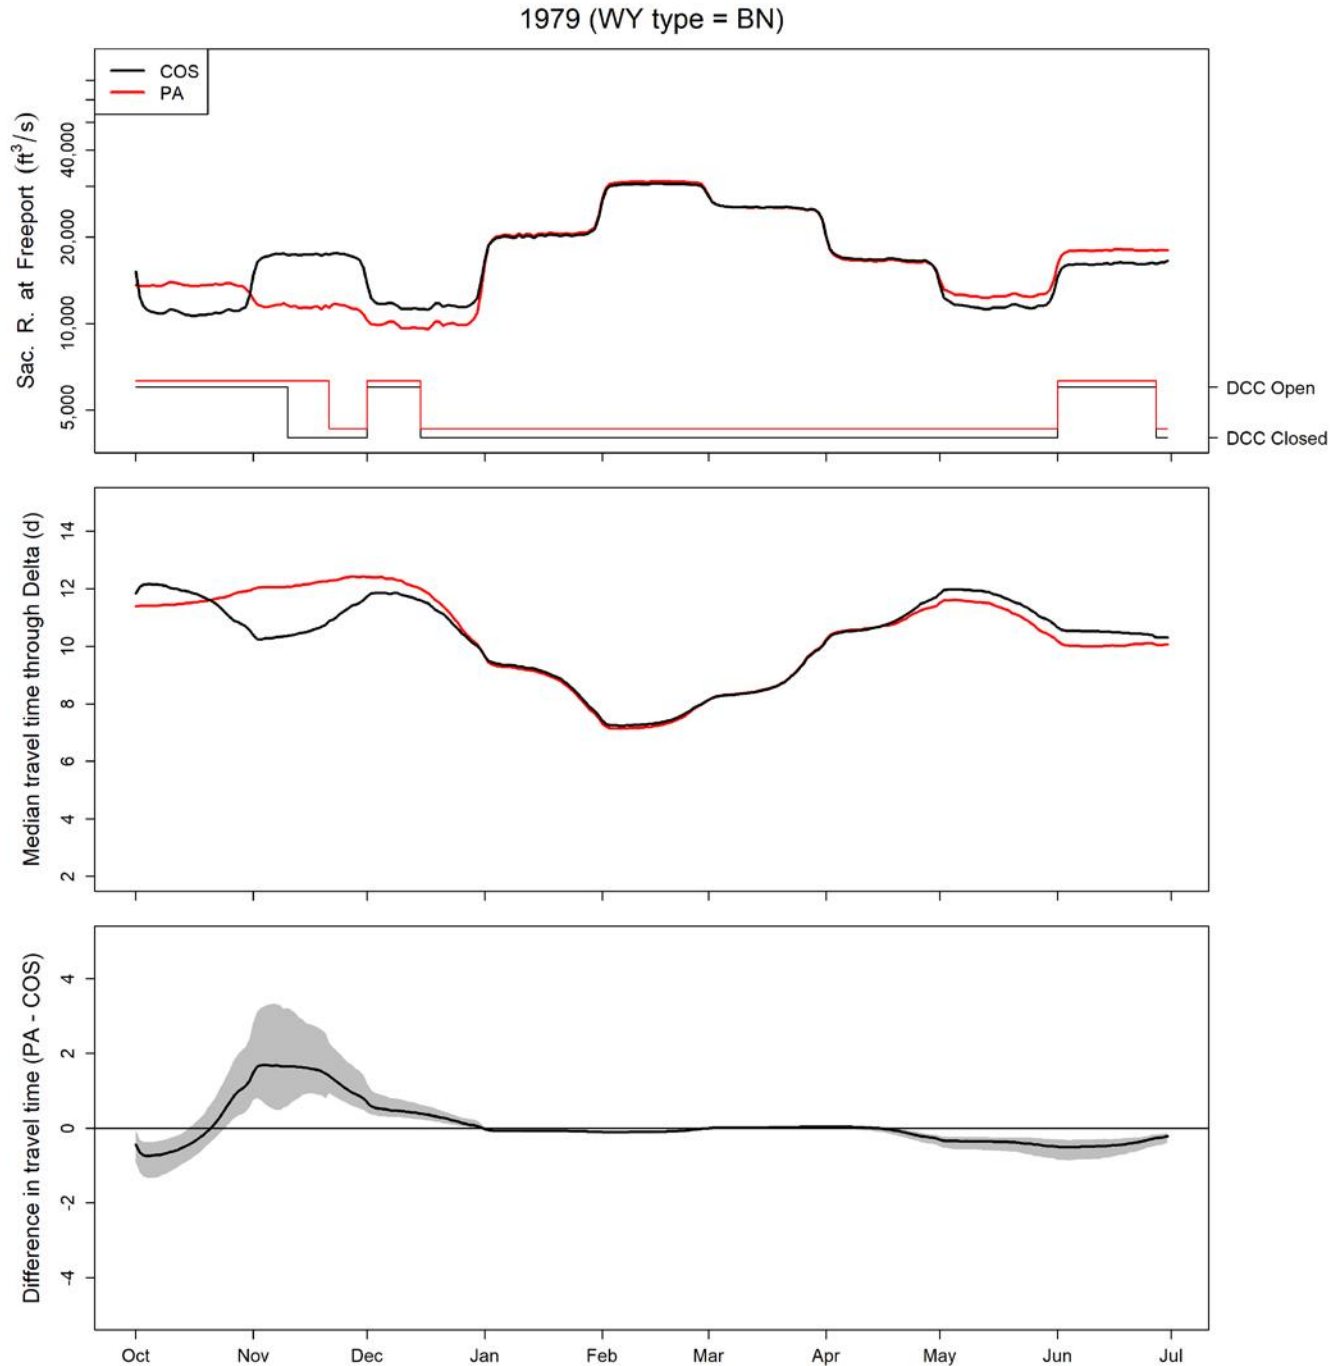 1979 (WY type = BN)
COS
PA
Sac. R. at Freeport (ft³/s)
40,000
20,000
10,000
5,000
DCC Open
DCC Closed
Median travel time through Delta (d)
14
12
10
8
6
4
2
Difference in travel time (PA - COS)
4
2
0
-2
-4
Oct Nov Dec Jan Feb Mar Apr May Jun Jul